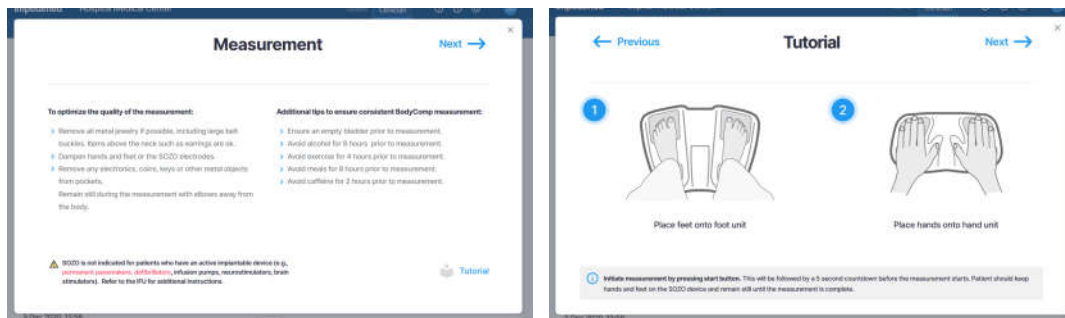 Measurement
Next →
To optimize the quality of the measurement:
Remove all metal jewelry if possible, including large belt
buckles. Items above the neck such as earrings are ok.
Dampen hands and feet or the SOZO electrodes.
Remove any electronics, coins, keys or other metal objects
from pockets.
Remain still during the measurement with elbows away from
the body.
Additional tips to ensure consistent BodyComp measurement:
Ensure an empty bladder prior to measurement.
Avoid alcohol for 8 hours prior to measurement.
Avoid exercise for 4 hours prior to measurement.
Avoid meals for 8 hours prior to measurement.
Avoid caffeine for 2 hours prior to measurement.
SOZO is not indicated for patients who have an active implantable device (e.g.,
permanent pacemakers, defibrillators, infusion pumps, neurostimulators, brain
stimulators). Refer to the IFU for additional instructions.
Tutorial
← Previous
Tutorial
Next →
1
2
Place feet onto foot unit
Place hands onto hand unit
Initiate measurement by pressing start button. This will be followed by a 5 second countdown before the measurement starts. Patient should keep
hands and feet on the SOZO device and remain still until the measurement is complete.